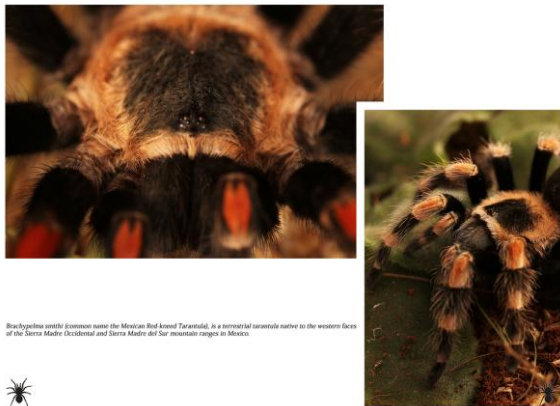 Brachypelma smithi (common name the Mexican Red-kneed Tarantula), is a terrestrial tarantula native to the western faces
of the Sierra Madre Occidental and Sierra Madre del Sur mountain ranges in Mexico.